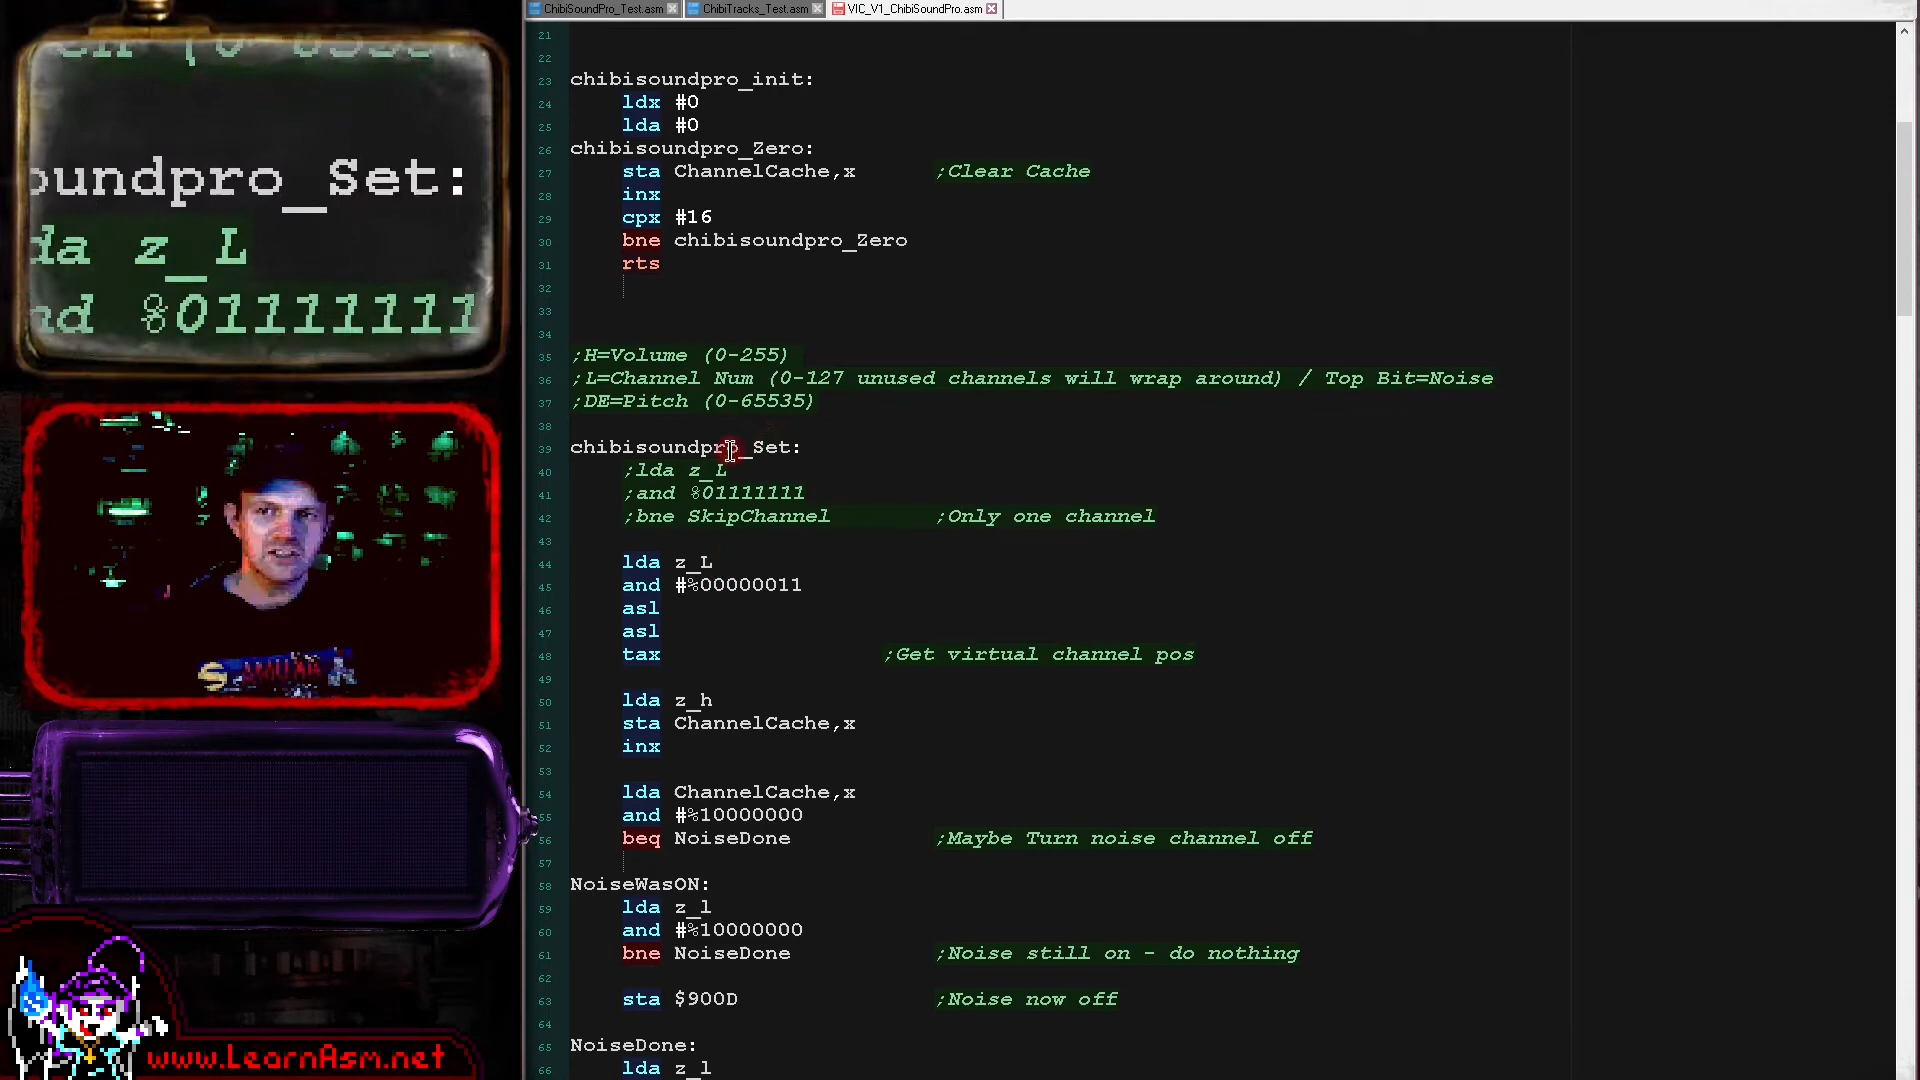 ChibiSoundPro_Test.asm
ChibiTracks_Test.asm
VIC_V1_ChibiSoundPro.asm
oundpro_Set:
da z_L
nd %01111111
21
22
23 chibisoundpro_init:
24 ldx #0
25 lda #0
26 chibisoundpro_Zero:
27 sta ChannelCache,x ;Clear Cache
28 inx
29 cpx #16
30 bne chibisoundpro_Zero
31 rts
32
33
34
35 ;H=Volume (0-255)
36 ;L=Channel Num (0-127 unused channels will wrap around) / Top Bit=Noise
37 ;DE=Pitch (0-65535)
38
39 chibisoundpro_Set:
40 ;lda z_L
41 ;and %01111111
42 ;bne SkipChannel ;Only one channel
43
44 lda z_L
45 and #%00000011
46 asl
47 asl
48 tax ;Get virtual channel pos
49
50 lda z_h
51 sta ChannelCache,x
52 inx
53
54 lda ChannelCache,x
55 and #%10000000
56 beq NoiseDone ;Maybe Turn noise channel off
57
58 NoiseWasON:
59 lda z_l
60 and #%10000000
61 bne NoiseDone ;Noise still on - do nothing
62
63 sta $900D ;Noise now off
64
65 NoiseDone:
66 lda z_l
www.LearnAsm.net